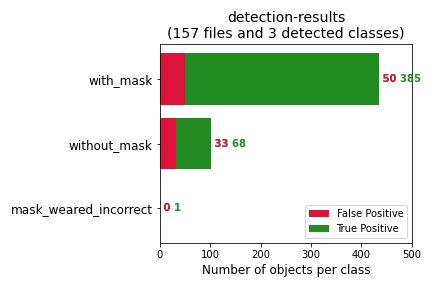 detection-results
(157 files and 3 detected classes)
with_mask
50 385
without_mask
33 68
mask_weared_incorrect
0 1
False Positive
True Positive
0 100 200 300 400 500
Number of objects per class